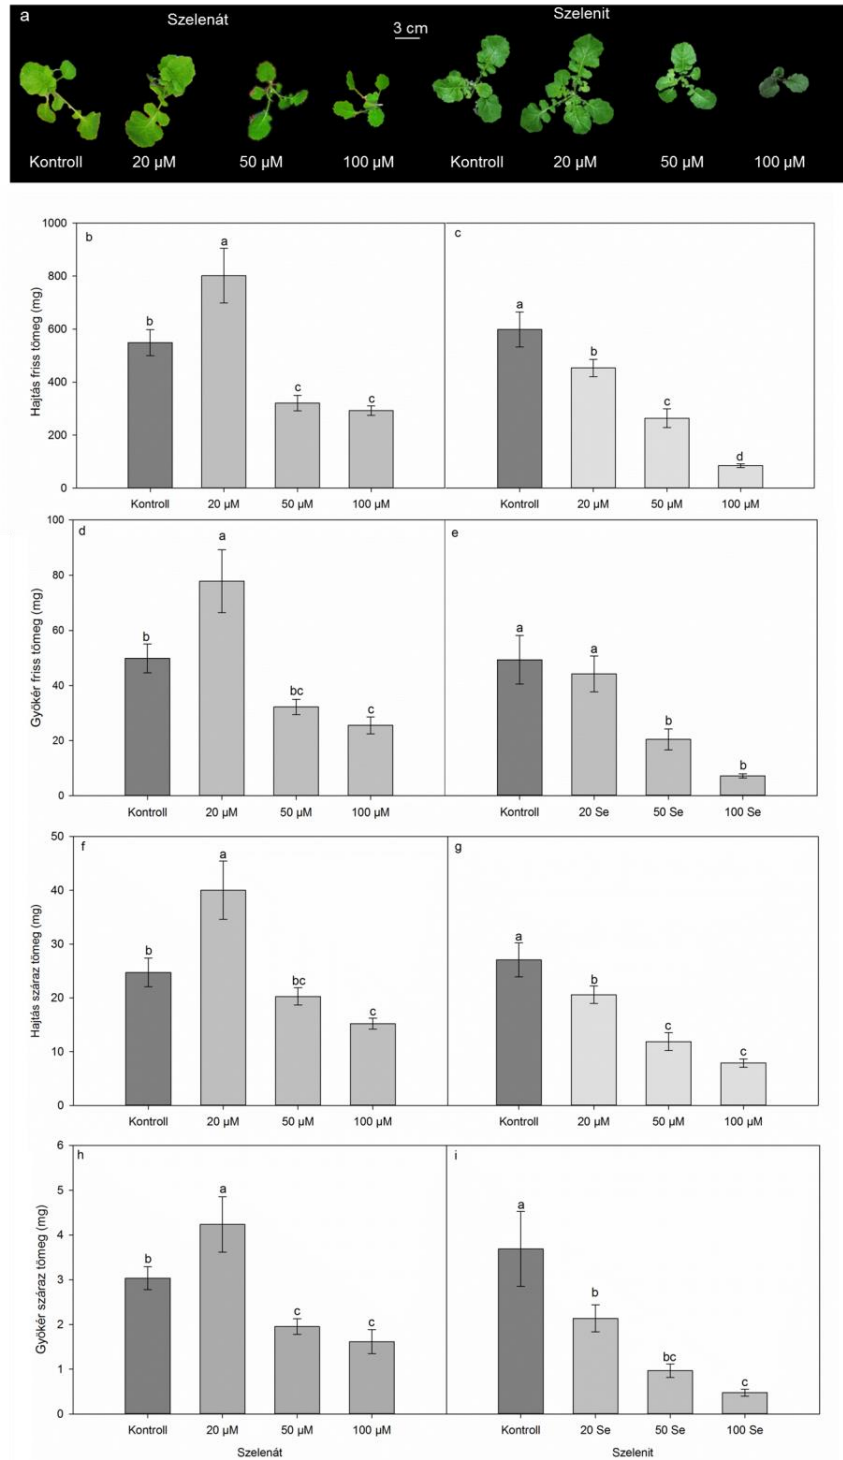 a
Szelenát
Szelenit
3 cm
Kontroll 20 µM 50 µM 100 µM Kontroll 20 µM 50 µM 100 µM
b
c
Hajtás friss tömeg (mg)
1000
800
600
400
200
0
b
a
c
c
a
b
c
d
Kontroll 20 µM 50 µM 100 µM Kontroll 20 µM 50 µM 100 µM
d
e
Gyökér friss tömeg (mg)
100
80
60
40
20
0
b
a
bc
c
a
a
b
b
Kontroll 20 µM 50 µM 100 µM Kontroll 20 Se 50 Se 100 Se
f
g
Hajtás száraz tömeg (mg)
50
40
30
20
10
0
b
a
bc
c
a
b
c
c
Kontroll 20 µM 50 µM 100 µM Kontroll 20 µM 50 µM 100 µM
h
i
Gyökér száraz tömeg (mg)
6
5
4
3
2
1
0
b
a
c
c
a
b
bc
c
Kontroll 20 µM 50 µM 100 µM Kontroll 20 Se 50 Se 100 Se
Szelenát
Szelenit